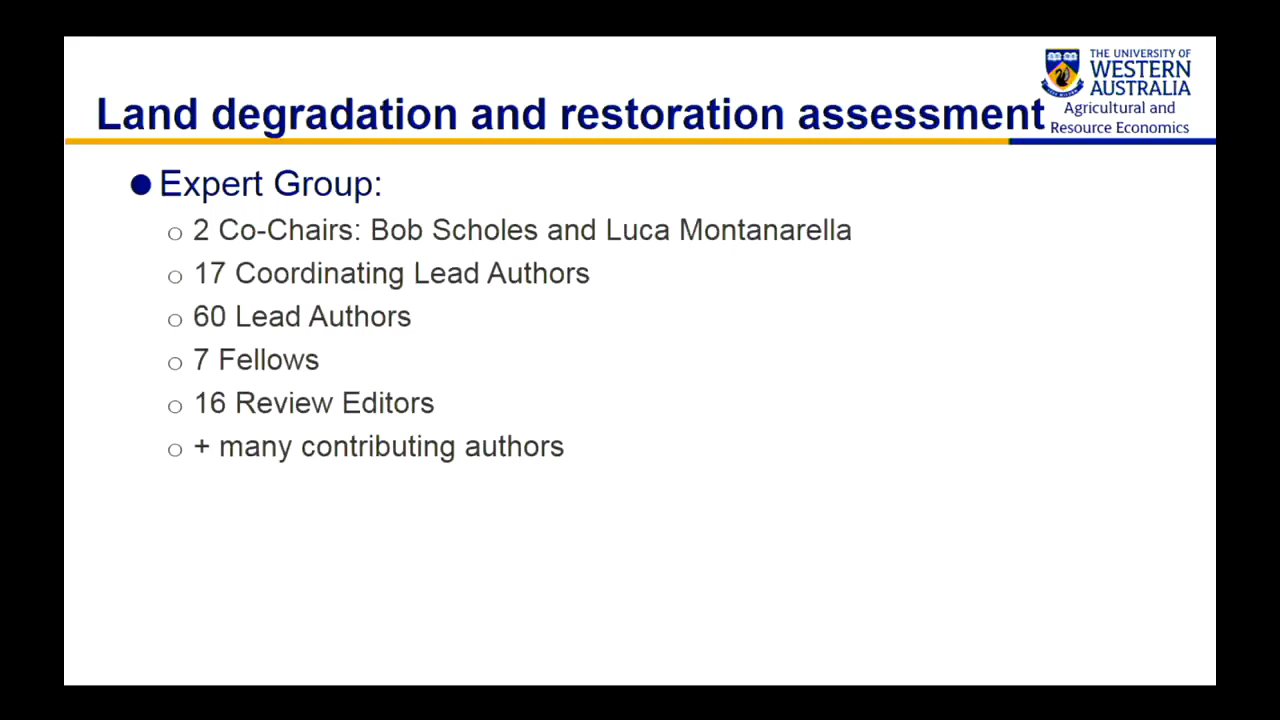 THE UNIVERSITY OF
WESTERN
AUSTRALIA
Agricultural and
Resource Economics
Land degradation and restoration assessment
Expert Group:
2 Co-Chairs: Bob Scholes and Luca Montanarella
17 Coordinating Lead Authors
60 Lead Authors
7 Fellows
16 Review Editors
+ many contributing authors